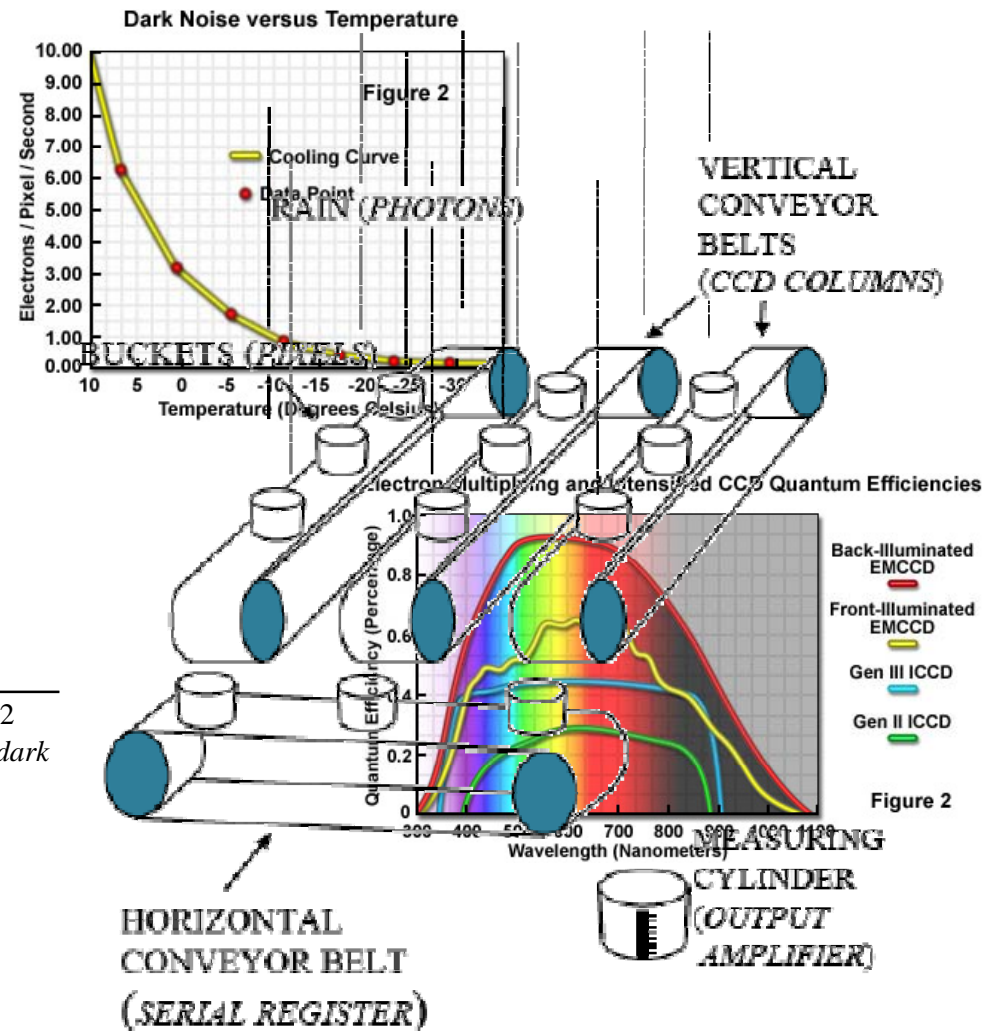 Dark Noise versus Temperature
10.00
9.00
8.00
7.00
6.00
5.00
4.00
3.00
2.00
1.00
0.00
Electrons / Pixel / Second
Figure 2
Cooling Curve
Data Point
RAIN (PHOTONS)
VERTICAL
CONVEYOR
BELTS
(CCD COLUMNS)
BUCKETS (PIXELS)
10 5 0 -5 -10 -15 -20 -25 -30
Temperature (Degrees Celsius)
Electron Multiplying and Intensified CCD Quantum Efficiencies
1.0
0.8
0.6
0.4
0.2
0
Quantum Efficiency (Percentage)
Back-Illuminated
EMCCD
Front-Illuminated
EMCCD
Gen III ICCD
Gen II ICCD
Figure 2
2
dark
300 400 500 600 700 800 900 1000 1100
Wavelength (Nanometers)
MEASURING
CYLINDER
(OUTPUT
AMPLIFIER)
HORIZONTAL
CONVEYOR BELT
(SERIAL REGISTER)